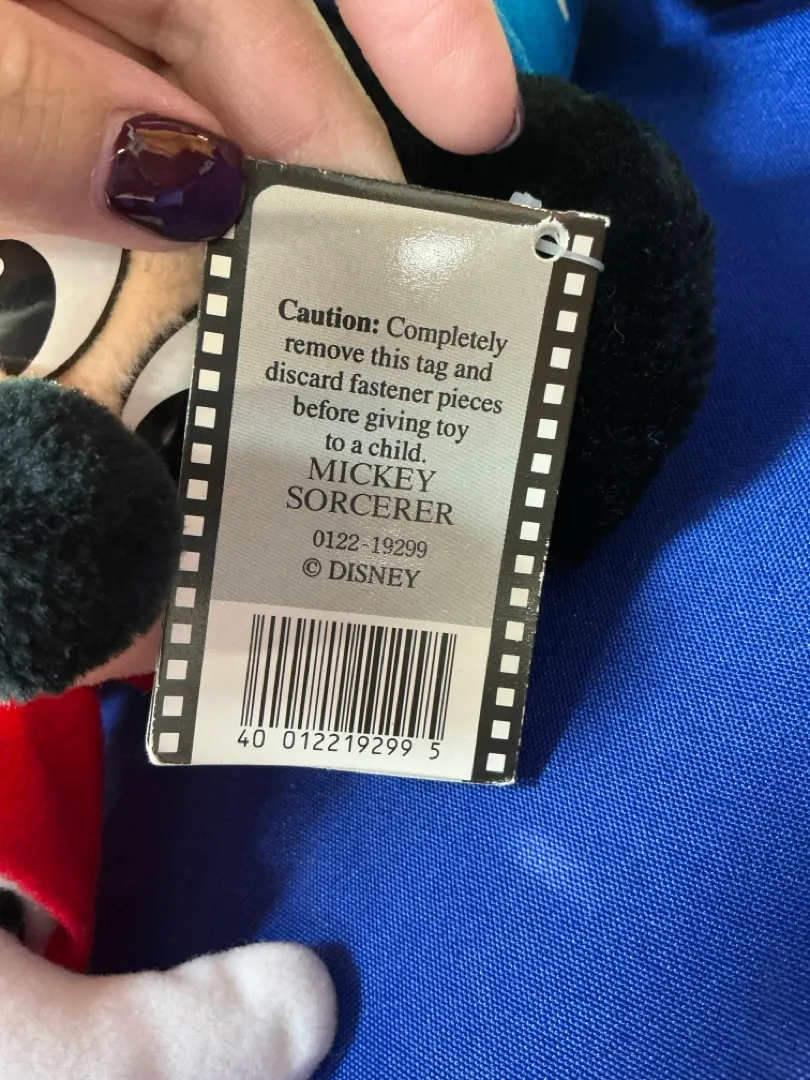 Caution: Completely
remove this tag and
discard fastener pieces
before giving toy
to a child.
MICKEY
SORCERER
0122-19299
© DISNEY
40 012219299 5